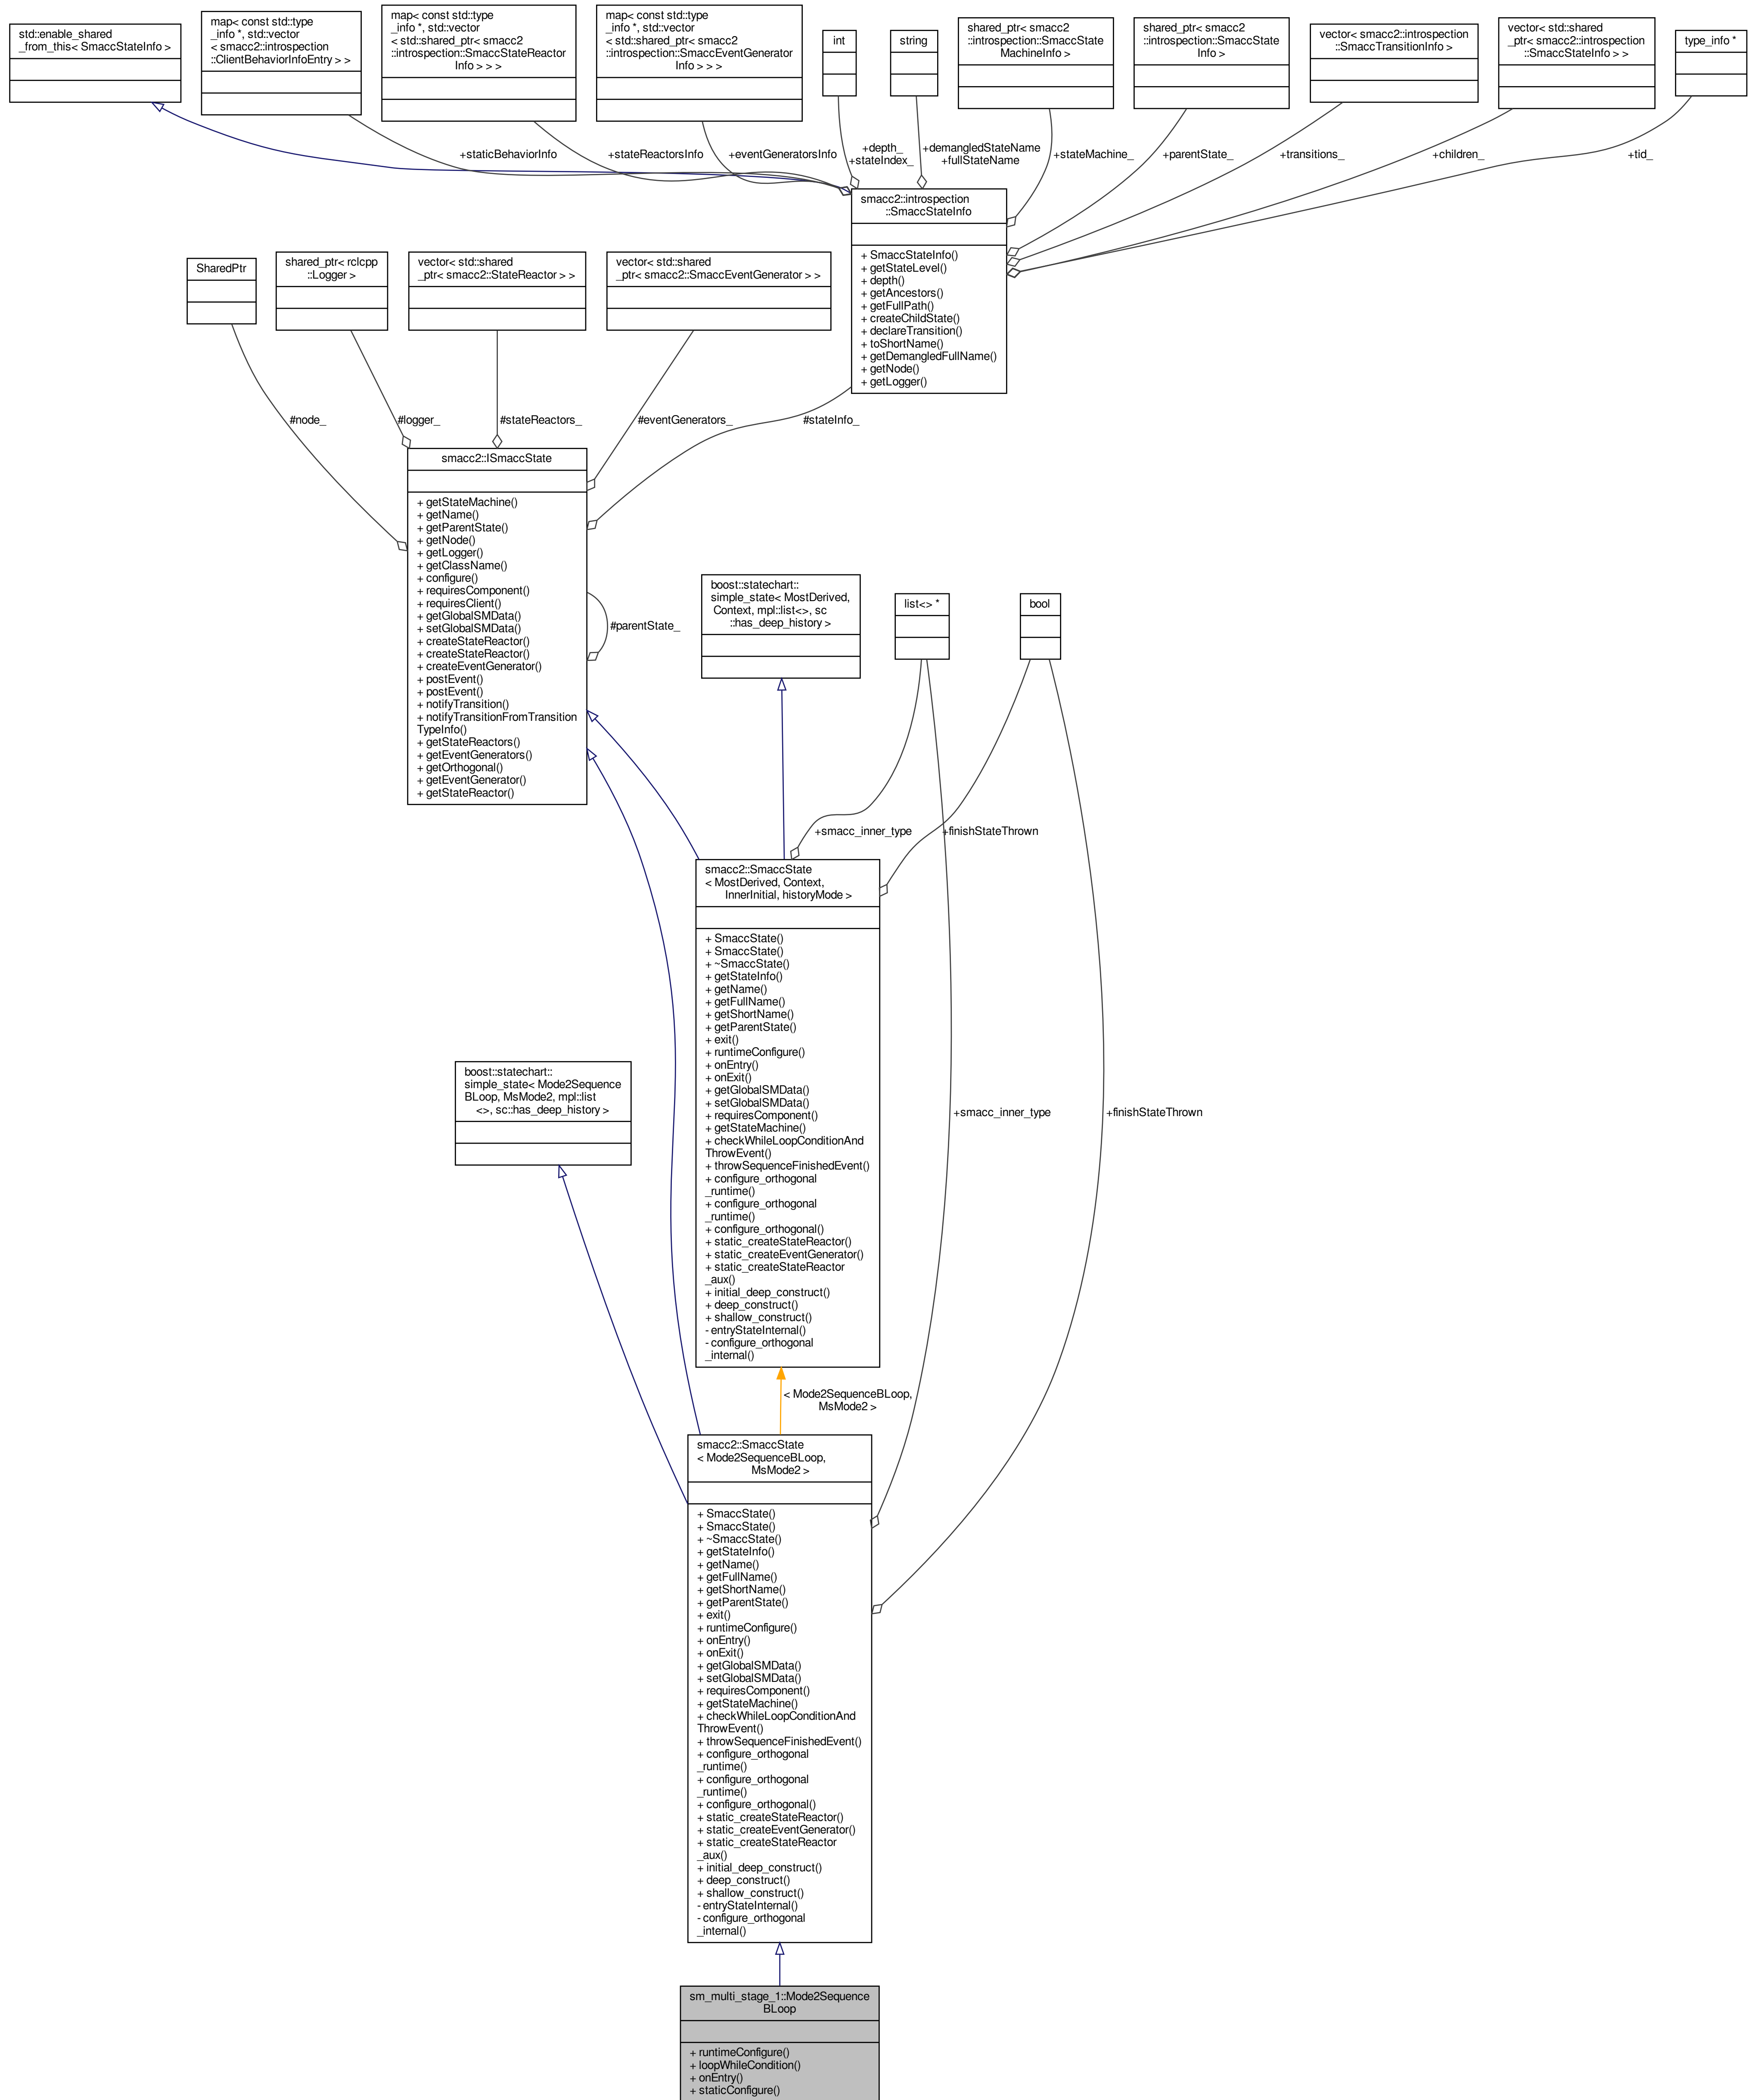 std::enable_shared
_from_this< SmaccStateInfo >
map< const std::type
_info *, std::vector
< smacc2::introspection
::ClientBehaviorInfoEntry > >
map< const std::type
_info *, std::vector
< std::shared_ptr< smacc2
::introspection::SmaccStateReactor
Info > > >
map< const std::type
_info *, std::vector
< std::shared_ptr< smacc2
::introspection::SmaccEventGenerator
Info > > >
int
string
shared_ptr< smacc2
::introspection::SmaccState
MachineInfo >
shared_ptr< smacc2
::introspection::SmaccState
Info >
vector< smacc2::introspection
::SmaccTransitionInfo >
vector< std::shared
_ptr< smacc2::introspection
::SmaccStateInfo > >
type_info *
+staticBehaviorInfo
+stateReactorsInfo
+eventGeneratorsInfo
+depth_
+stateIndex_
+demangledStateName
+fullStateName
+stateMachine_
+parentState_
+transitions_
+children_
+tid_
smacc2::introspection
::SmaccStateInfo
+ SmaccStateInfo()
+ getStateLevel()
+ depth()
+ getAncestors()
+ getFullPath()
+ createChildState()
+ declareTransition()
+ toShortName()
+ getDemangledFullName()
+ getNode()
+ getLogger()
SharedPtr
shared_ptr< rclcpp
::Logger >
vector< std::shared
_ptr< smacc2::StateReactor > >
vector< std::shared
_ptr< smacc2::SmaccEventGenerator > >
#node_
#logger_
#stateReactors_
#eventGenerators_
#stateInfo_
smacc2::ISmaccState
+ getStateMachine()
+ getName()
+ getParentState()
+ getNode()
+ getLogger()
+ getClassName()
+ configure()
+ requiresComponent()
+ requiresClient()
+ getGlobalSMData()
+ setGlobalSMData()
+ createStateReactor()
+ createStateReactor()
+ createEventGenerator()
+ postEvent()
+ postEvent()
+ notifyTransition()
+ notifyTransitionFromTransition
TypeInfo()
+ getStateReactors()
+ getEventGenerators()
+ getOrthogonal()
+ getEventGenerator()
+ getStateReactor()
#parentState_
boost::statechart::
simple_state< MostDerived,
Context, mpl::list<>, sc
::has_deep_history >
list<> *
bool
+smacc_inner_type
+finishStateThrown
smacc2::SmaccState
< MostDerived, Context,
InnerInitial, historyMode >
+ SmaccState()
+ SmaccState()
+ ~SmaccState()
+ getStateInfo()
+ getName()
+ getFullName()
+ getShortName()
+ getParentState()
+ exit()
+ runtimeConfigure()
+ onEntry()
+ onExit()
+ getGlobalSMData()
+ setGlobalSMData()
+ requiresComponent()
+ getStateMachine()
+ checkWhileLoopConditionAnd
ThrowEvent()
+ throwSequenceFinishedEvent()
+ configure_orthogonal
_runtime()
+ configure_orthogonal
_runtime()
+ configure_orthogonal()
+ static_createStateReactor()
+ static_createEventGenerator()
+ static_createStateReactor
_aux()
+ initial_deep_construct()
+ deep_construct()
+ shallow_construct()
- entryStateInternal()
- configure_orthogonal
_internal()
boost::statechart::
simple_state< Mode2Sequence
BLoop, MsMode2, mpl::list
<>, sc::has_deep_history >
+smacc_inner_type
+finishStateThrown
< Mode2SequenceBLoop,
MsMode2 >
smacc2::SmaccState
< Mode2SequenceBLoop,
MsMode2 >
+ SmaccState()
+ SmaccState()
+ ~SmaccState()
+ getStateInfo()
+ getName()
+ getFullName()
+ getShortName()
+ getParentState()
+ exit()
+ runtimeConfigure()
+ onEntry()
+ onExit()
+ getGlobalSMData()
+ setGlobalSMData()
+ requiresComponent()
+ getStateMachine()
+ checkWhileLoopConditionAnd
ThrowEvent()
+ throwSequenceFinishedEvent()
+ configure_orthogonal
_runtime()
+ configure_orthogonal
_runtime()
+ configure_orthogonal()
+ static_createStateReactor()
+ static_createEventGenerator()
+ static_createStateReactor
_aux()
+ initial_deep_construct()
+ deep_construct()
+ shallow_construct()
- entryStateInternal()
- configure_orthogonal
_internal()
sm_multi_stage_1::Mode2Sequence
BLoop
+ runtimeConfigure()
+ loopWhileCondition()
+ onEntry()
+ staticConfigure()